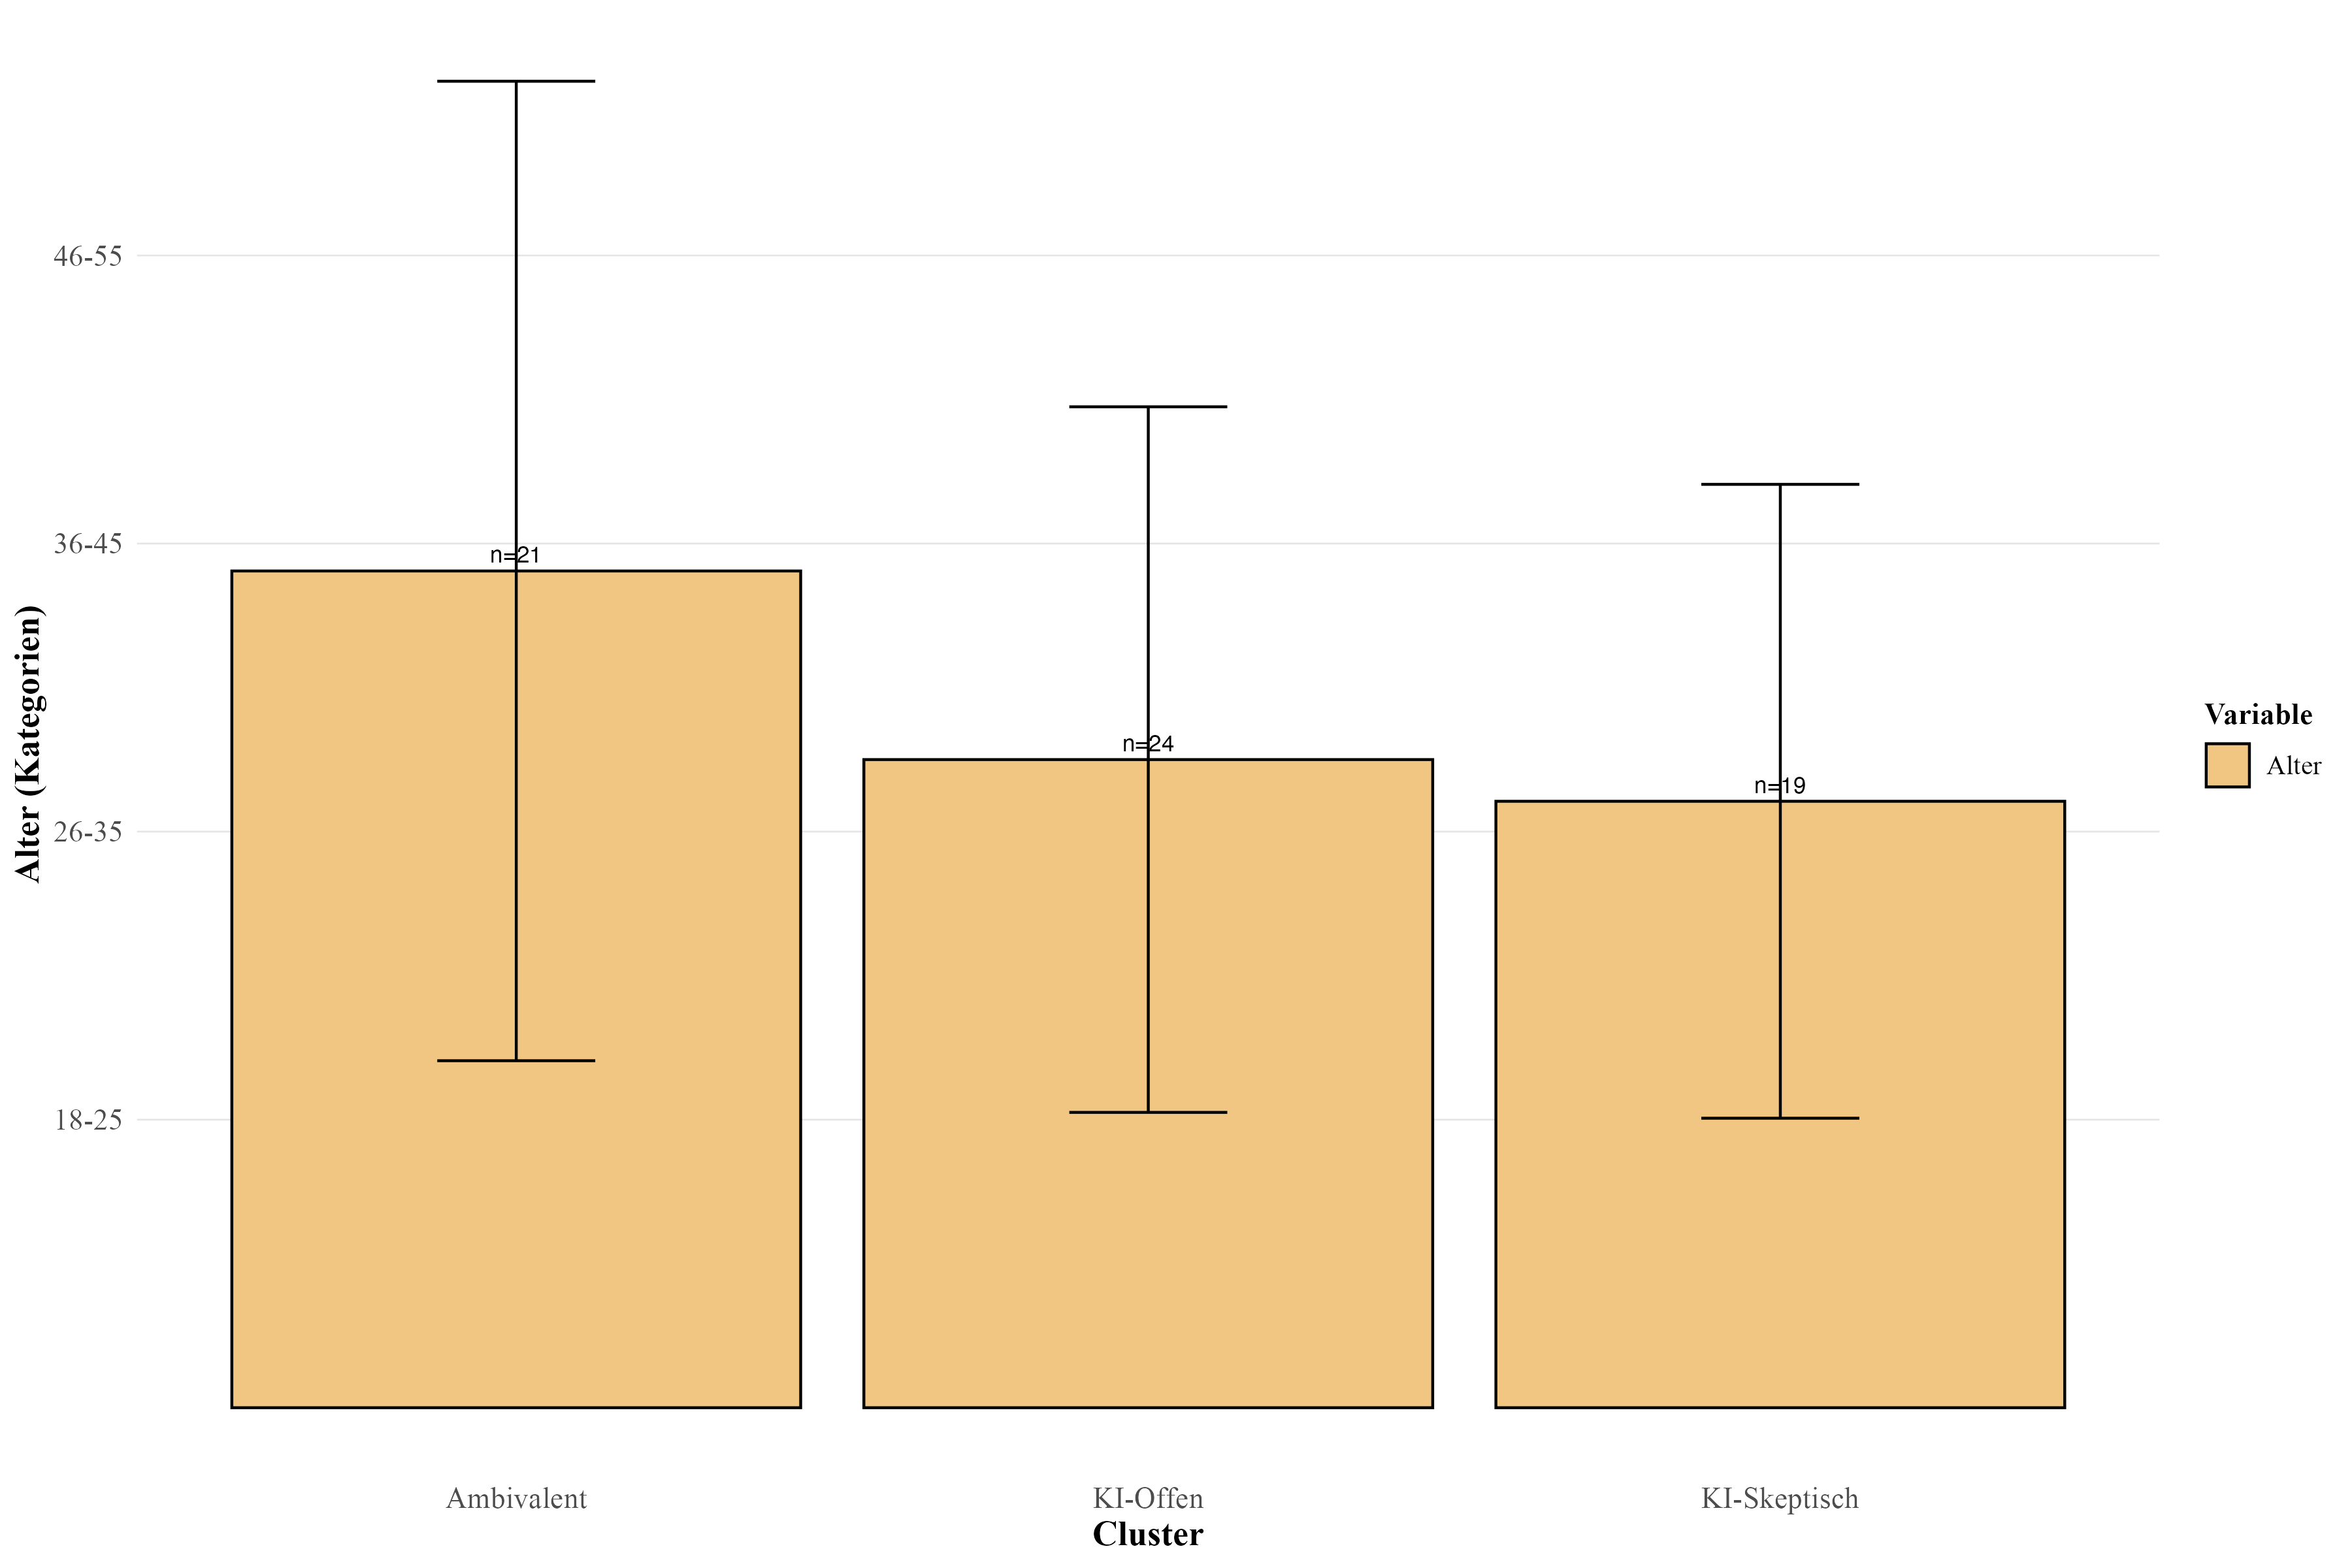 46-55
36-45
26-35
18-25
Alter (Kategorien)
n=21
n=24
n=19
Ambivalent
KI-Offen
KI-Skeptisch
Cluster
Variable
Alter